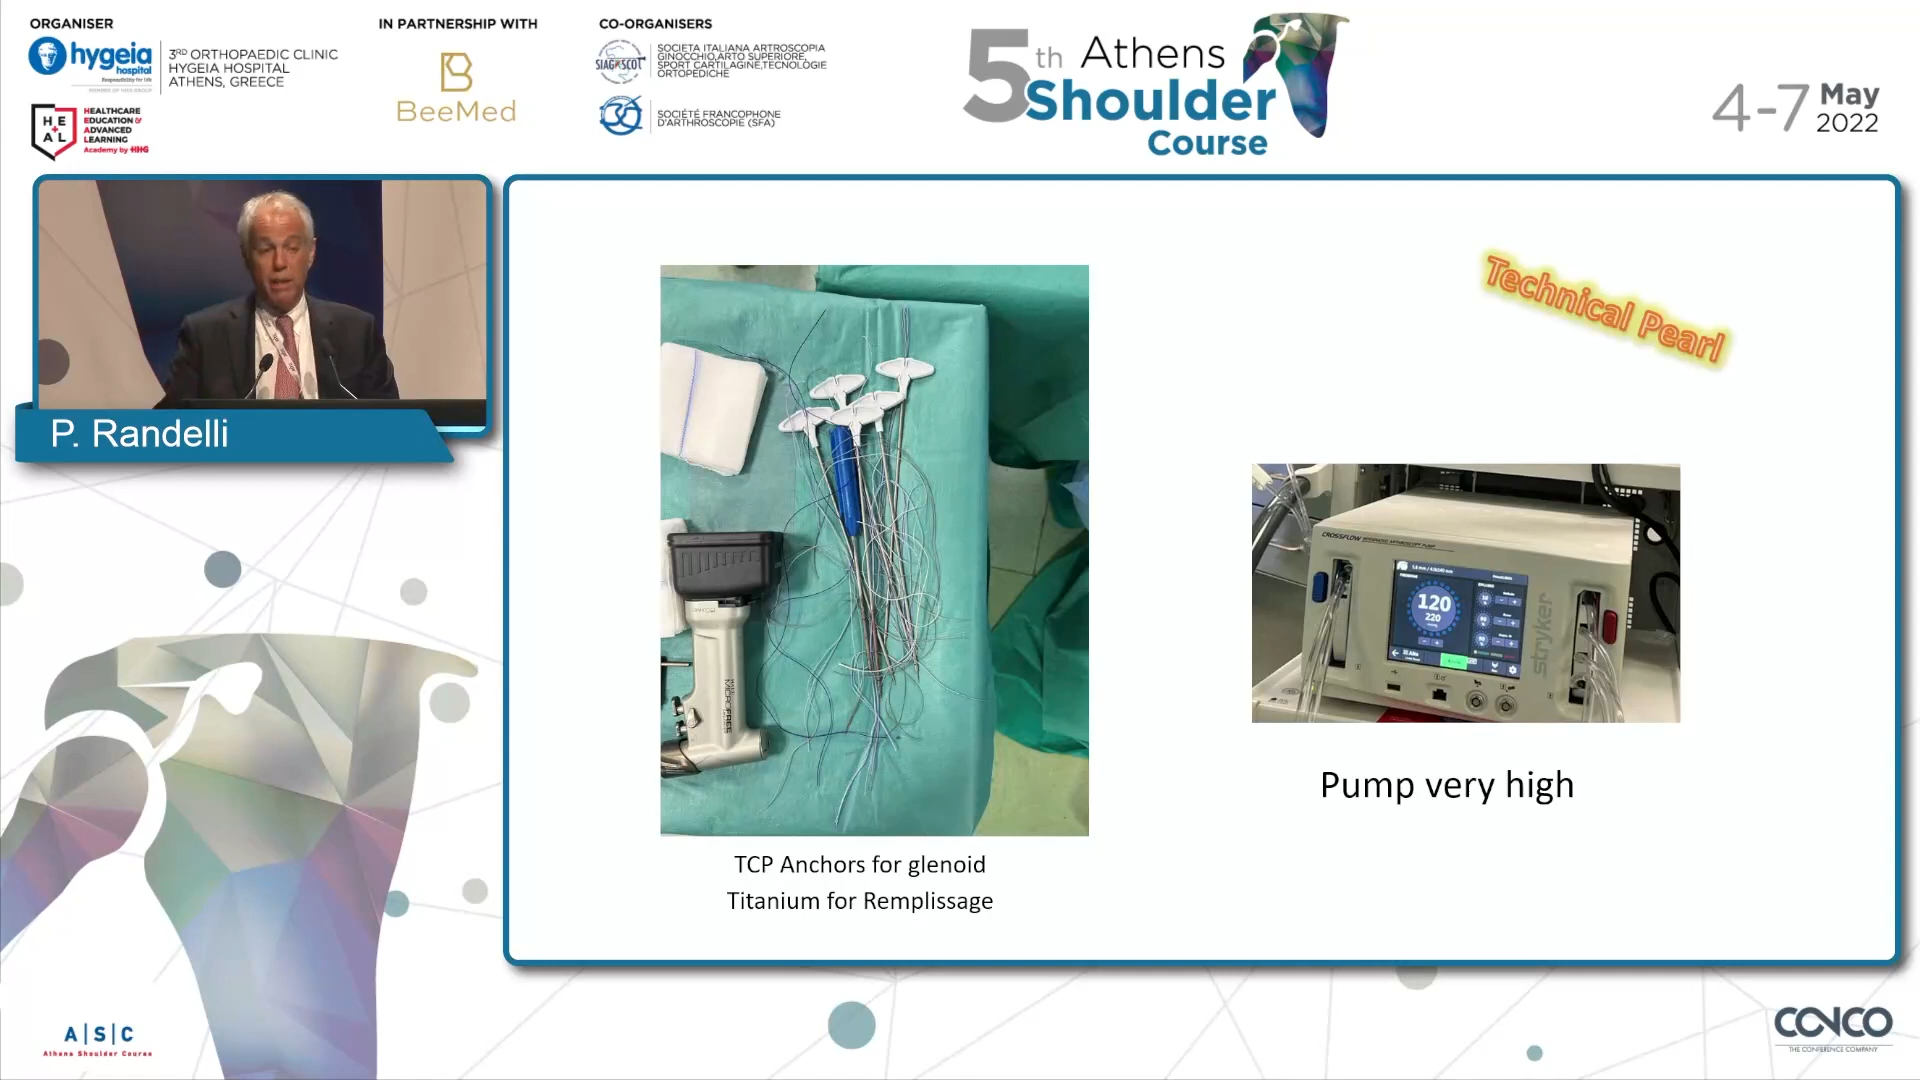 ORGANISER
hygeia
hospital
3RD ORTHOPAEDIC CLINIC
HYGEIA HOSPITAL
ATHENS, GREECE
HEAL
HEALTHCARE
EDUCATION &
ADVANCED
LEARNING
Academy by HHG
IN PARTNERSHIP WITH
BeeMed
CO-ORGANISERS
SIAGASCOT
SOCIETA ITALIANA ARTROSCOPIA
GINOCCHIO,ARTO SUPERIORE,
SPORT CARTILAGINE,TECNOLOGIE
ORTOPEDICHE
SOCIÉTÉ FRANCOPHONE
D'ARTHROSCOPIE (SFA)
5th Athens
Shoulder
Course
4-7 May
2022
P. Randelli
Technical Pearl
CROSSFLOW
120
220
stryker
Pump very high
TCP Anchors for glenoid
Titanium for Remplissage
A|S|C
Athens Shoulder Course
CONCO
THE CONFERENCE COMPANY